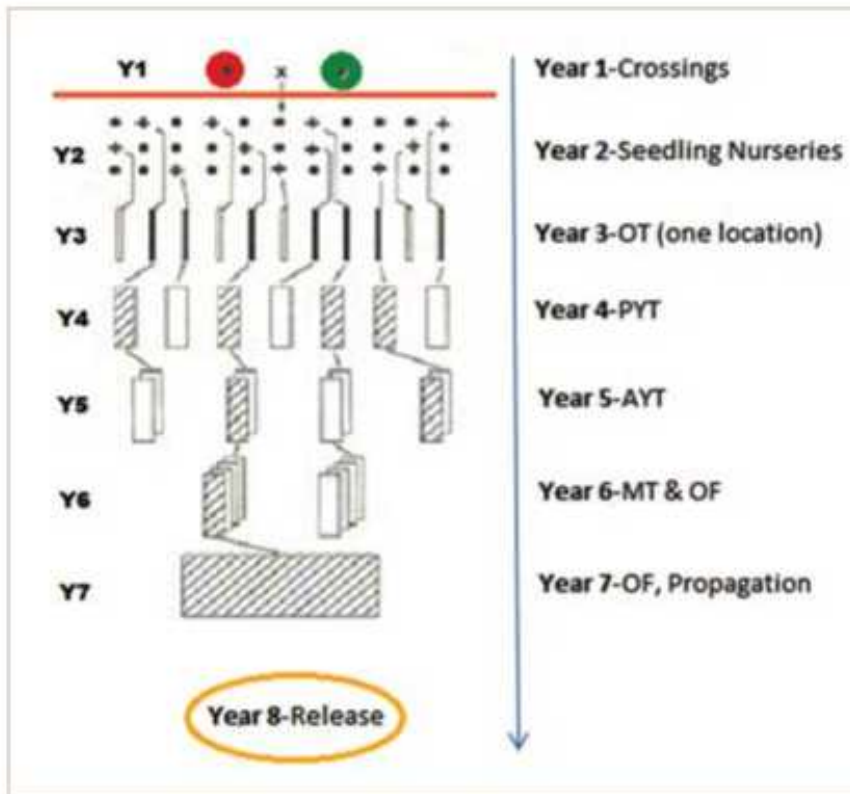 Y1 X Year 1-Crossings
Y2 Year 2-Seedling Nurseries
Y3 Year 3-OT (one location)
Y4 Year 4-PYT
Y5 Year 5-AYT
Y6 Year 6-MT & OF
Y7 Year 7-OF, Propagation
Year 8-Release